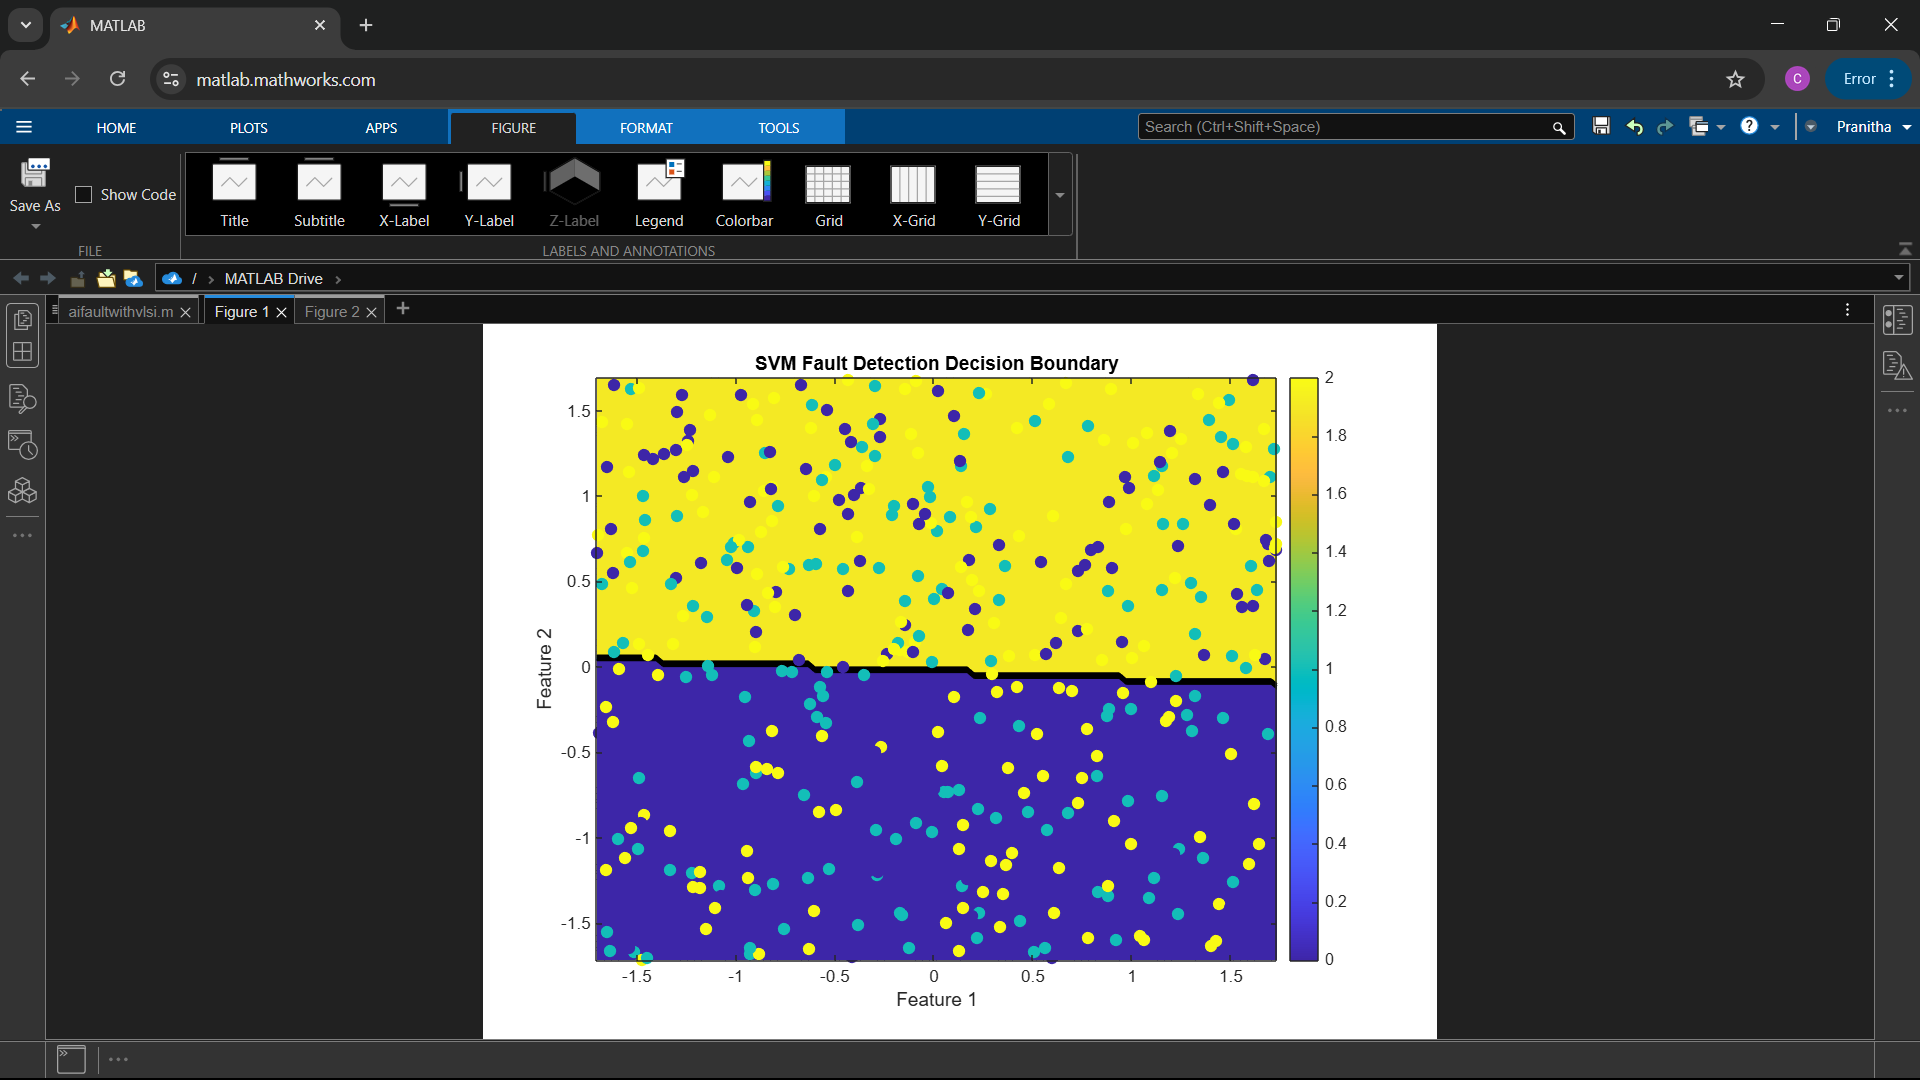 MATLAB
matlab.mathworks.com
C
Error
HOME PLOTS APPS FIGURE FORMAT TOOLS
Search (Ctrl+Shift+Space)
Pranitha
Save As
Show Code
Title Subtitle X-Label Y-Label Z-Label Legend Colorbar Grid X-Grid Y-Grid
FILE
LABELS AND ANNOTATIONS
/ › MATLAB Drive ›
aifaultwithvlsi.m
Figure 1
Figure 2
SVM Fault Detection Decision Boundary
1.5
1
0.5
0
-0.5
-1
-1.5
Feature 2
-1.5 -1 -0.5 0 0.5 1 1.5
Feature 1
2
1.8
1.6
1.4
1.2
1
0.8
0.6
0.4
0.2
0